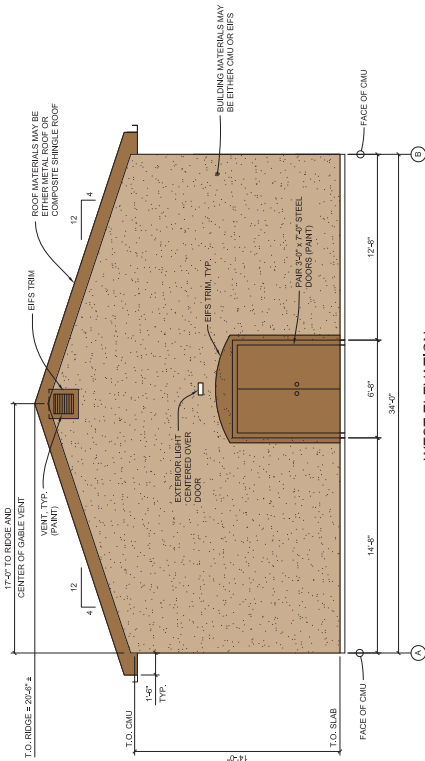 17'-0" TO RIDGE AND
CENTER OF GABLE VENT
T.O. RIDGE = 20'-6" ±
12
4
VENT, TYP.
(PAINT)
EIFS TRIM
ROOF MATERIALS MAY BE
EITHER METAL ROOF OR
COMPOSITE SHINGLE ROOF
12
4
1'-6"
TYP.
T.O. CMU
EXTERIOR LIGHT
CENTERED OVER
DOOR
EIFS TRIM, TYP.
BUILDING MATERIALS MAY
BE EITHER CMU OR EIFS
PAIR 3'-0" x 7'-0" STEEL
DOORS (PAINT)
14'-0"
T.O. SLAB
FACE OF CMU
FACE OF CMU
14'-8"
6'-8"
12'-8"
34'-0"
A
B